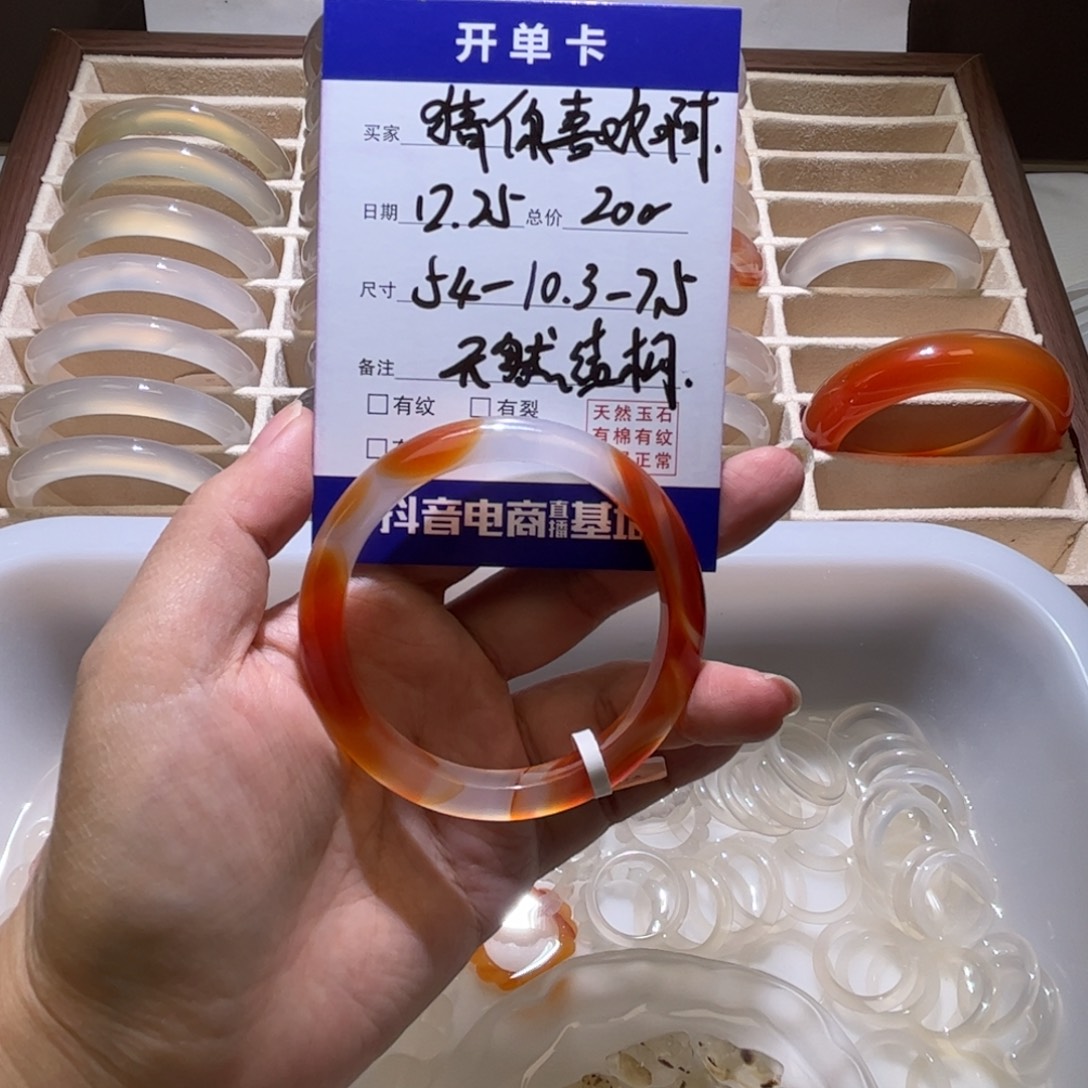 开单卡
买家 猜你喜欢啊.
日期 12.25 总价 200
尺寸 54-10.3-7.5
备注 天然结构.
有纹 有裂
天然玉石
有棉有纹
正常
抖音电商直播基地